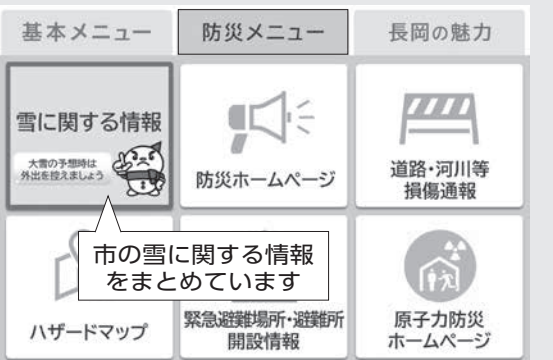 基本メニュー
防災メニュー
長岡の魅力
雪に関する情報
大雪の予想時は
外出を控えましょう
防災ホームページ
道路・河川等
損傷通報
市の雪に関する情報
をまとめています
ハザードマップ
緊急避難場所・避難所
開設情報
原子力防災
ホームページ